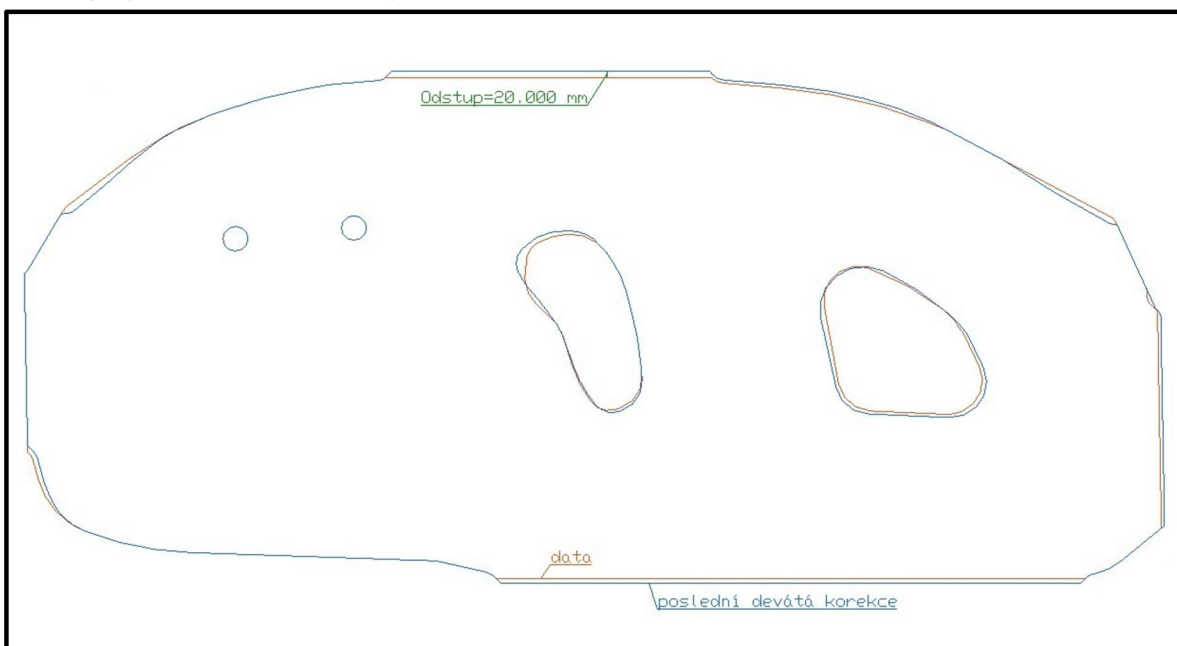 Odstup=20.000 mm
data
poslední devátá korekce